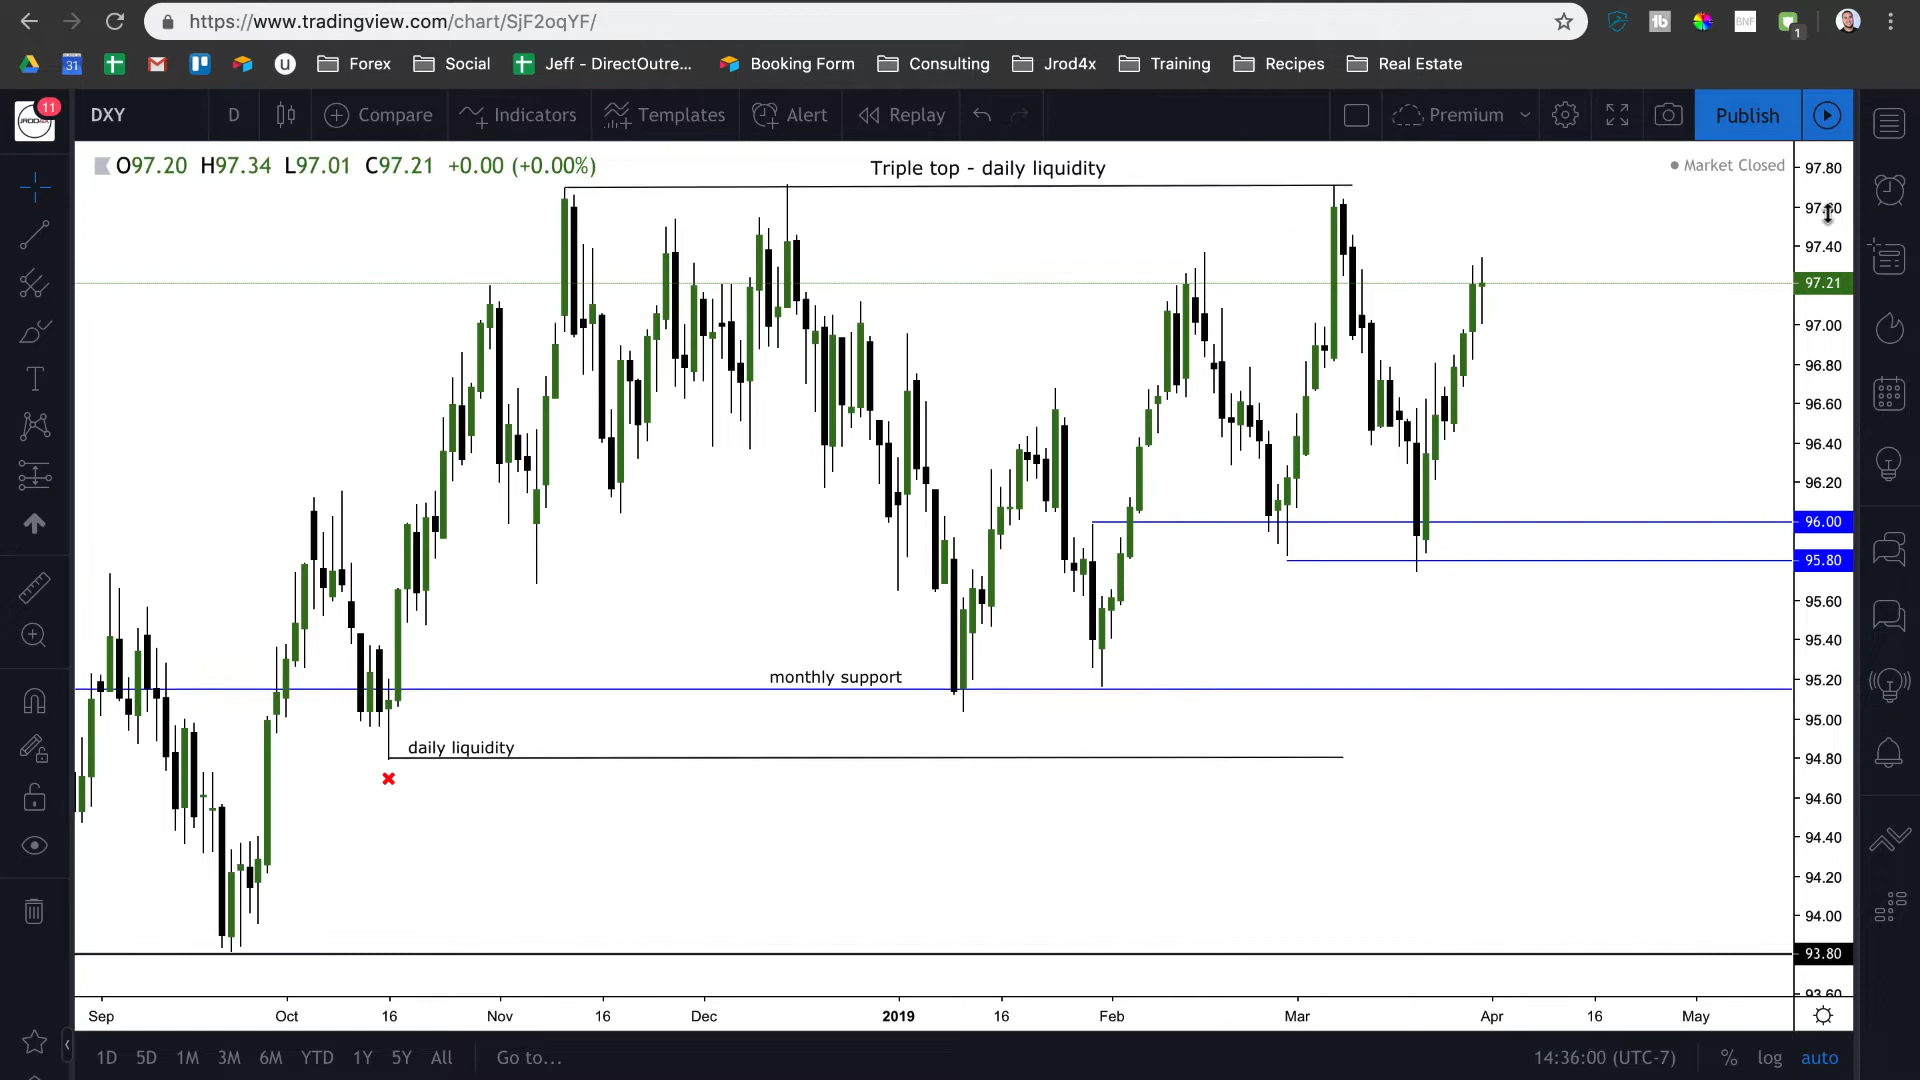 https://www.tradingview.com/chart/SjF2oqYF/
1
31 Forex Social Jeff - DirectOutre... Booking Form Consulting Jrod4x Training Recipes Real Estate
11 DXY D Compare Indicators Templates Alert Replay Premium Publish
O97.20 H97.34 L97.01 C97.21 +0.00 (+0.00%)
Triple top - daily liquidity
Market Closed
97.80
97.60
97.40
97.21
97.00
96.80
96.60
96.40
96.20
96.00
95.80
95.60
95.40
monthly support
95.20
95.00
daily liquidity
94.80
94.60
94.40
94.20
94.00
93.80
93.60
Sep Oct 16 Nov 16 Dec 2019 16 Feb Mar Apr 16 May
1D 5D 1M 3M 6M YTD 1Y 5Y All Go to... 14:36:00 (UTC-7) % log auto